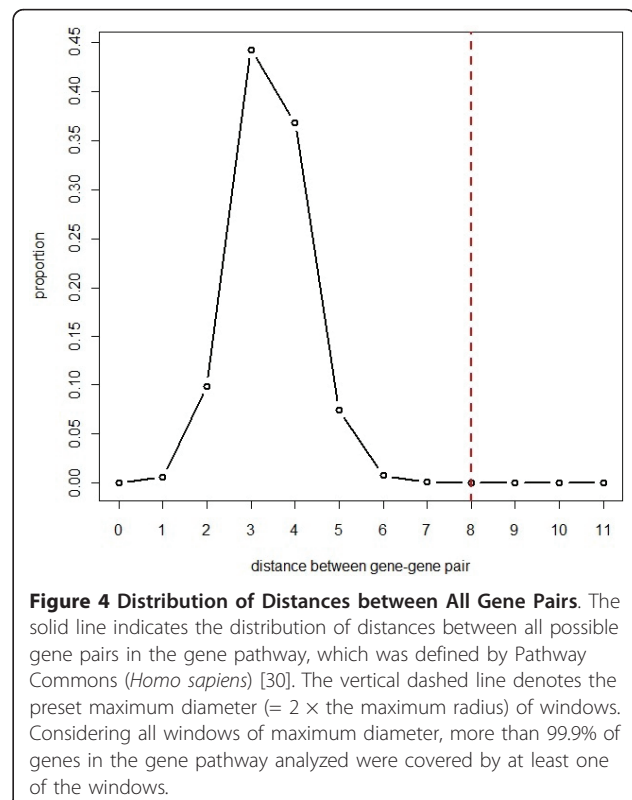 0.45
0.40
0.35
0.30
0.25
0.20
0.15
0.10
0.05
0.00
proportion
0 1 2 3 4 5 6 7 8 9 10 11
distance between gene-gene pair
Figure 4 Distribution of Distances between All Gene Pairs. The
solid line indicates the distribution of distances between all possible
gene pairs in the gene pathway, which was defined by Pathway
Commons (Homo sapiens) [30]. The vertical dashed line denotes the
preset maximum diameter (= 2 × the maximum radius) of windows.
Considering all windows of maximum diameter, more than 99.9% of
genes in the gene pathway analyzed were covered by at least one
of the windows.